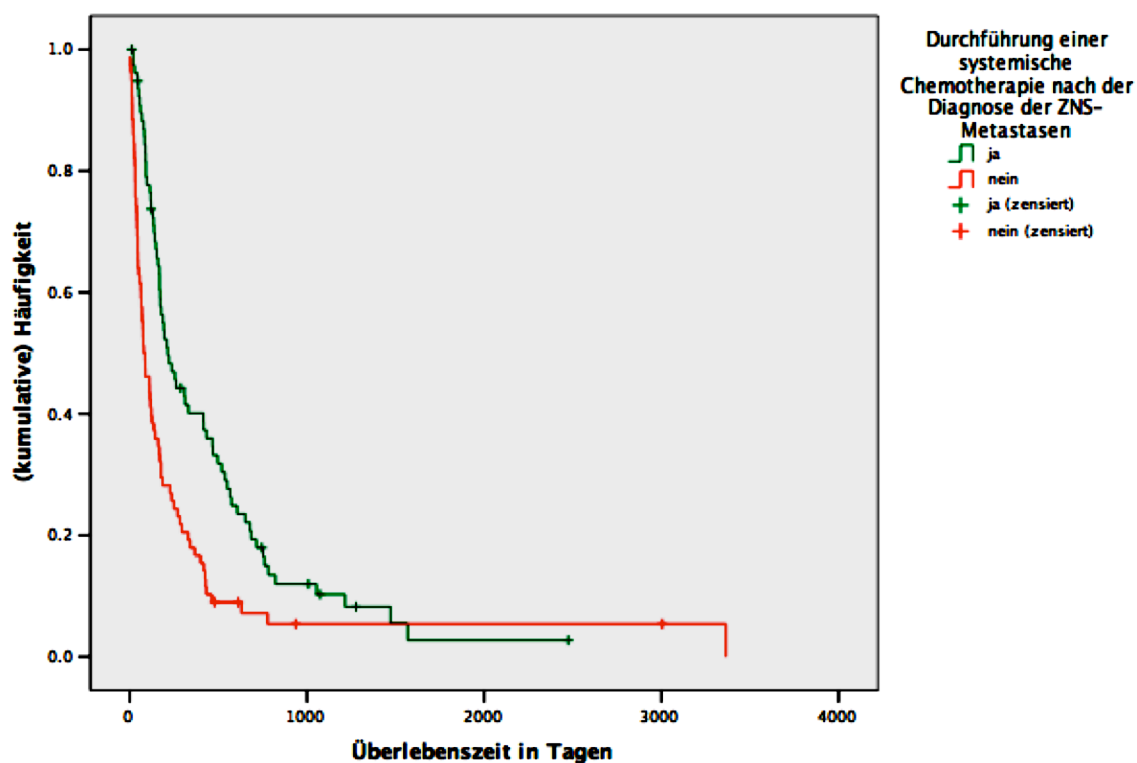 Durchführung einer
systemische
Chemotherapie nach der
Diagnose der ZNS-
Metastasen
ja
nein
ja (zensiert)
nein (zensiert)
(kumulative) Häufigkeit
1.0
0.8
0.6
0.4
0.2
0.0
0 1000 2000 3000 4000
Überlebenszeit in Tagen